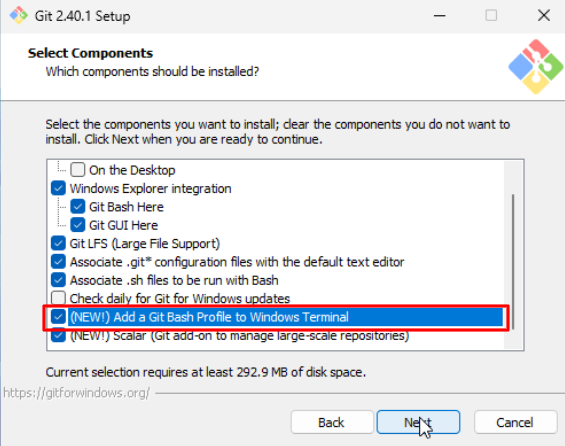 Git 2.40.1 Setup
Select Components
Which components should be installed?
Select the components you want to install; clear the components you do not want to
install. Click Next when you are ready to continue.
On the Desktop
Windows Explorer integration
Git Bash Here
Git GUI Here
Git LFS (Large File Support)
Associate .git* configuration files with the default text editor
Associate .sh files to be run with Bash
Check daily for Git for Windows updates
(NEW!) Add a Git Bash Profile to Windows Terminal
(NEW!) Scalar (Git add-on to manage large-scale repositories)
Current selection requires at least 292.9 MB of disk space.
https://gitforwindows.org/
Back
Next
Cancel